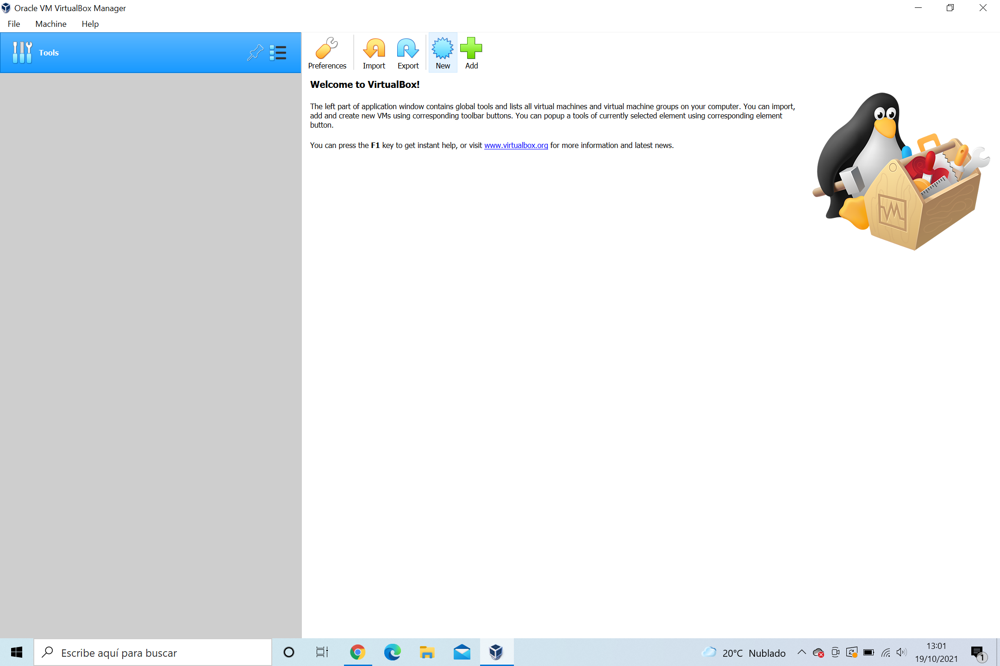 Oracle VM VirtualBox Manager
File Machine Help
Tools
Preferences Import Export New Add
Welcome to VirtualBox!
The left part of application window contains global tools and lists all virtual machines and virtual machine groups on your computer. You can import,
add and create new VMs using corresponding toolbar buttons. You can popup a tools of currently selected element using corresponding element
button.
You can press the F1 key to get instant help, or visit www.virtualbox.org for more information and latest news.
Escribe aquí para buscar
20°C Nublado
13:01
19/10/2021
1